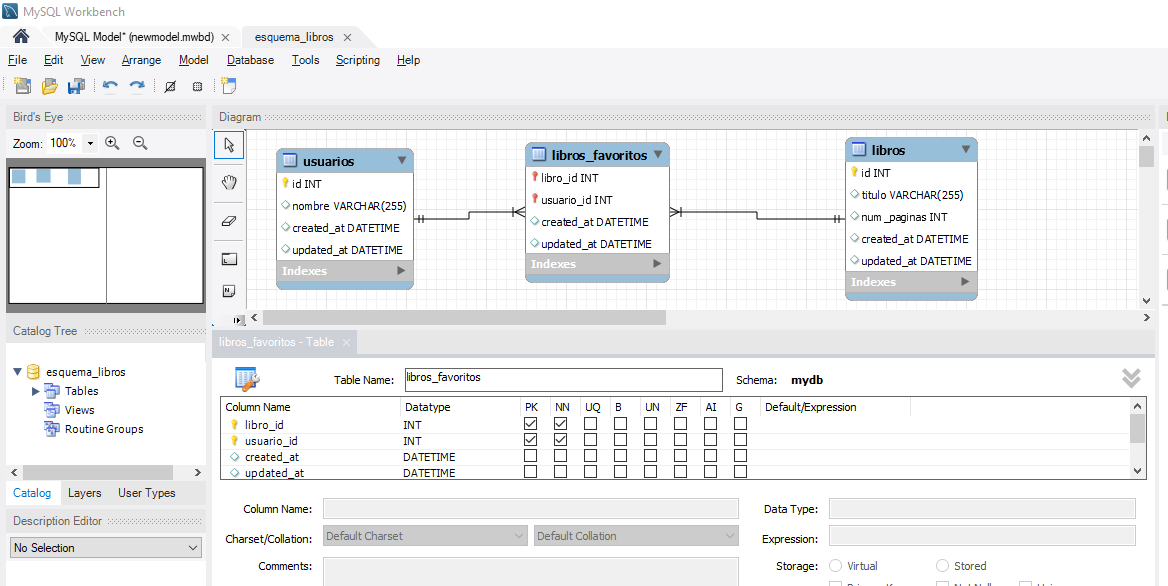 MySQL Workbench
MySQL Model* (newmodel.mwbd) esquema_libros
File Edit View Arrange Model Database Tools Scripting Help
Bird's Eye
Zoom: 100%
Diagram
usuarios
id INT
nombre VARCHAR(255)
created_at DATETIME
updated_at DATETIME
Indexes
libros_favoritos
libro_id INT
usuario_id INT
created_at DATETIME
updated_at DATETIME
Indexes
libros
id INT
titulo VARCHAR(255)
num _paginas INT
created_at DATETIME
updated_at DATETIME
Indexes
Catalog Tree
esquema_libros
Tables
Views
Routine Groups
Catalog Layers User Types
Description Editor
No Selection
libros_favoritos - Table
Table Name: libros_favoritos Schema: mydb
Column Name Datatype PK NN UQ B UN ZF AI G Default/Expression
libro_id INT
usuario_id INT
created_at DATETIME
updated_at DATETIME
Column Name: Data Type:
Charset/Collation: Default Charset Default Collation Expression:
Comments: Storage: Virtual Stored